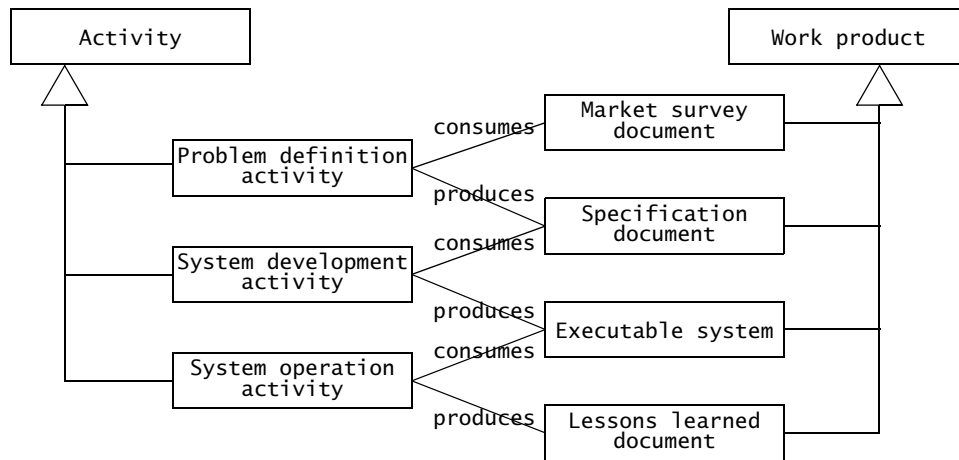 Activity
Work product
Market survey
document
consumes
Problem definition
activity
produces
Specification
document
consumes
System development
activity
produces
Executable system
consumes
System operation
activity
produces
Lessons learned
document